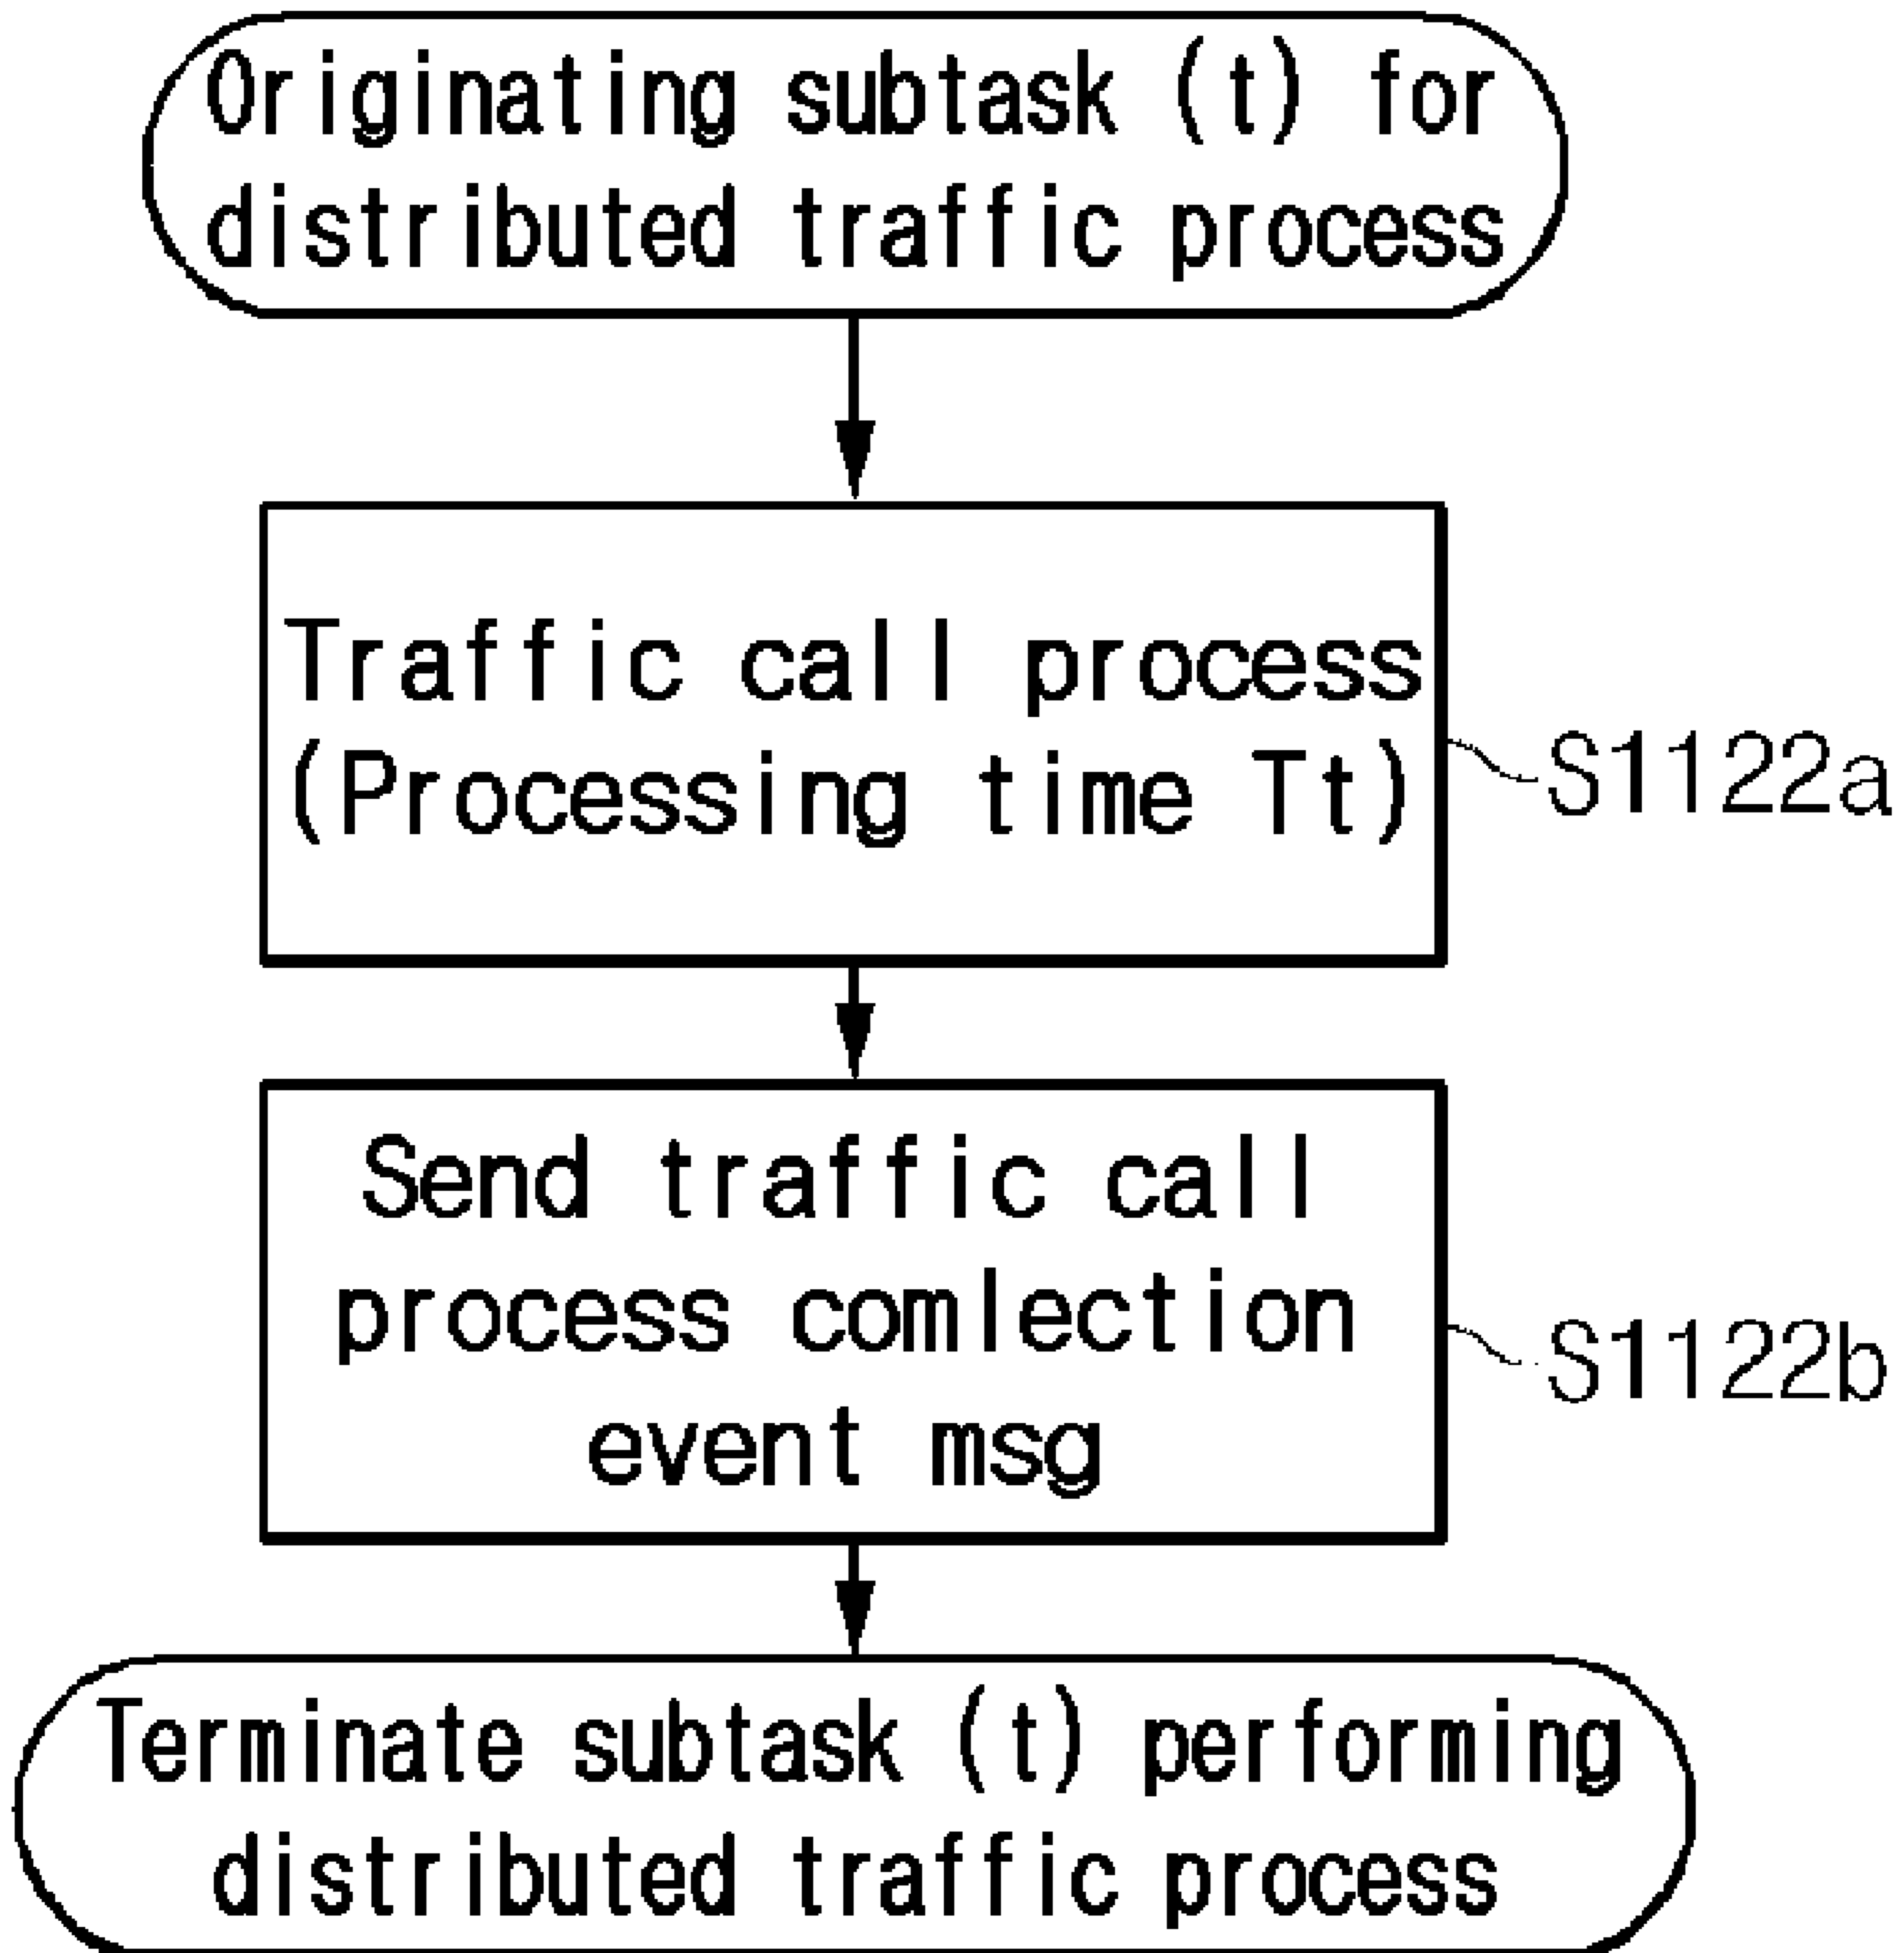 Originating subtask (t) for
distributed traffic process
Traffic call process
(Processing time Tt)
S1122a
Send traffic call
process comlection
event msg
S1122b
Terminate subtask (t) performing
distributed traffic process